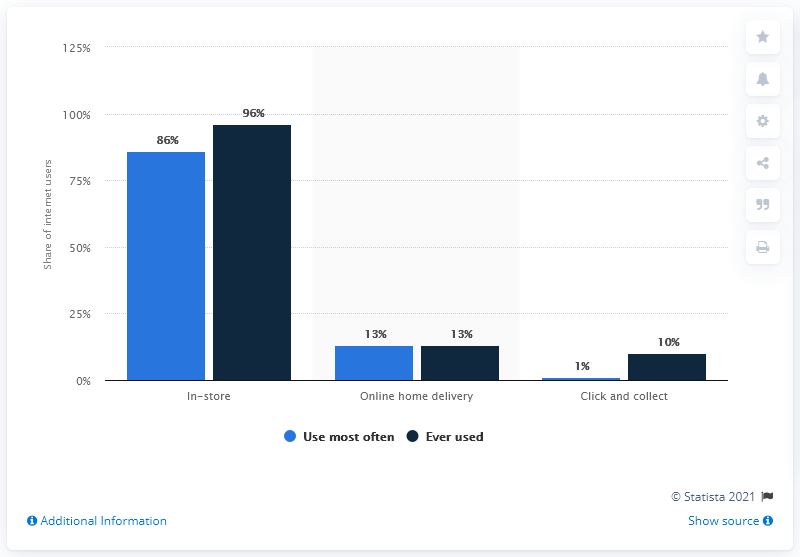 125%
100%
75%
50%
25%
0%
Share of internet users
86%
96%
13%
13%
1%
10%
In-store
Online home delivery
Click and collect
Use most often
Ever used
© Statista 2021
Additional Information
Show source